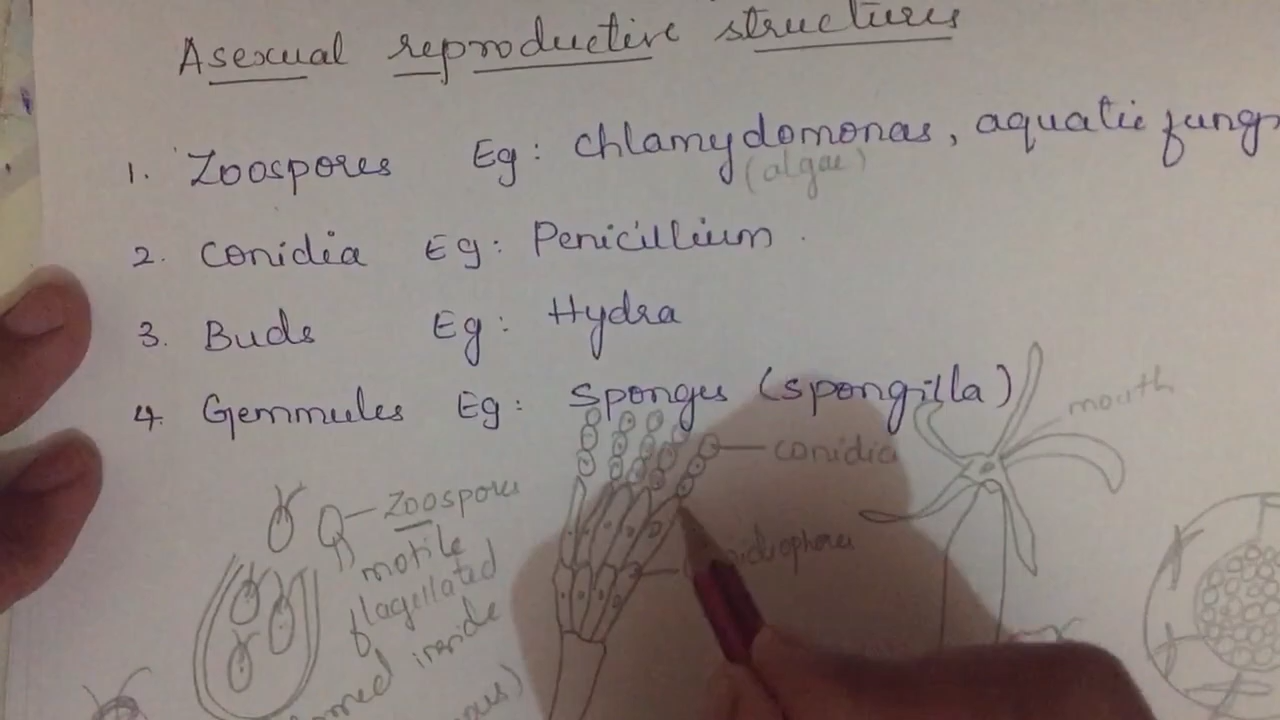 Asexual reproductive structures
1. Zoospores Eg: Chlamydomonas, aquatic fungi
(algae)
2. Conidia Eg: Penicillium.
3. Buds Eg: Hydra
4. Gemmules Eg: Sponges (Spongilla)
mouth
conidia
Zoospores
motile
flagellated
inside